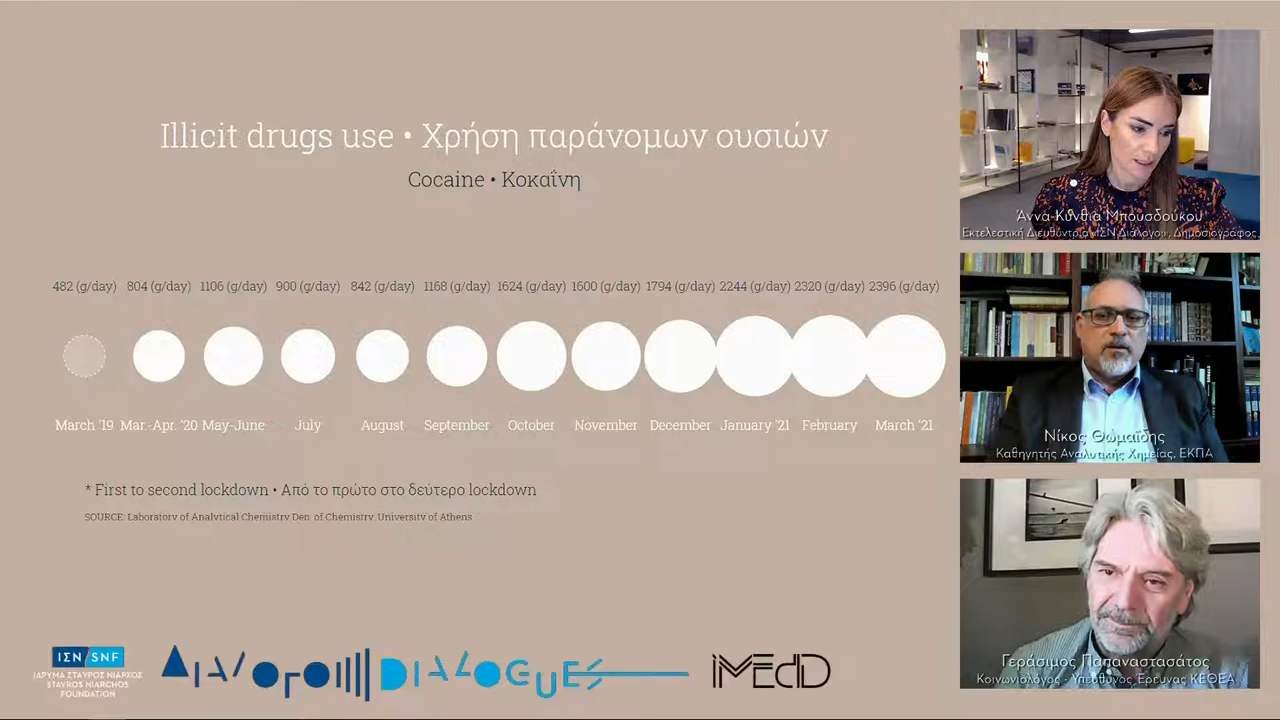 Illicit drugs use • Χρήση παράνομων ουσιών
Cocaine • Κοκαΐνη
482 (g/day) 804 (g/day) 1106 (g/day) 900 (g/day) 842 (g/day) 1168 (g/day) 1624 (g/day) 1600 (g/day) 1794 (g/day) 2244 (g/day) 2320 (g/day) 2396 (g/day)
March '19 Mar.-Apr. '20 May-June July August September October November December January '21 February March '21
* First to second lockdown • Από το πρώτο στο δεύτερο lockdown
SOURCE: Laboratory of Analytical Chemistry Dep. of Chemistry, University of Athens
ΙΣΝ/SNF
ΙΔΡΥΜΑ ΣΤΑΥΡΟΣ ΝΙΑΡΧΟΣ
STAVROS NIARCHOS
FOUNDATION
ΔΙΑΛΟΓΟΙ DIALOGUES
iMEdD
Άννα-Κύνθια Μπουσδούκου
Εκτελεστική Διευθύντρια «ΙΣΝ Διάλογοι», Δημοσιογράφος
Νίκος Θωμαΐδης
Καθηγητής Αναλυτικής Χημείας, ΕΚΠΑ
Γεράσιμος Παπαναστασάτος
Κοινωνιολόγος - Υπεύθυνος Έρευνας ΚΕΘΕΑ